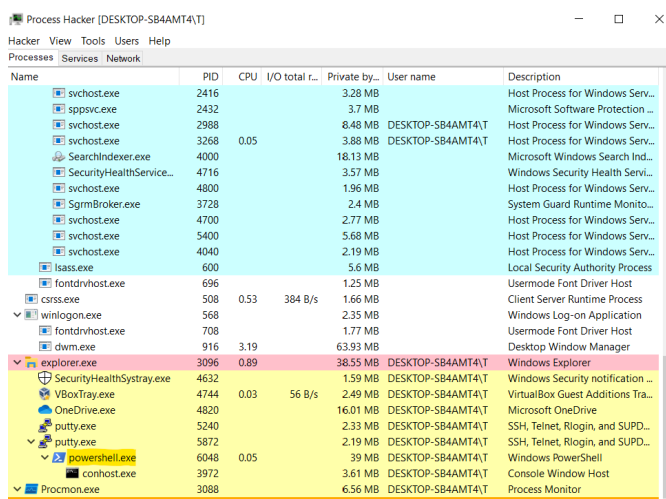 Process Hacker [DESKTOP-SB4AMT4\T]
Hacker View Tools Users Help
Processes Services Network
Name PID CPU I/O total r... Private by... User name Description
svchost.exe 2416 3.28 MB Host Process for Windows Serv...
sppsvc.exe 2432 3.7 MB Microsoft Software Protection ...
svchost.exe 2988 8.48 MB DESKTOP-SB4AMT4\T Host Process for Windows Serv...
svchost.exe 3268 0.05 3.88 MB DESKTOP-SB4AMT4\T Host Process for Windows Serv...
SearchIndexer.exe 4000 18.13 MB Microsoft Windows Search Ind...
SecurityHealthService... 4716 3.57 MB Windows Security Health Servi...
svchost.exe 4800 1.96 MB Host Process for Windows Serv...
SgrmBroker.exe 3728 2.4 MB System Guard Runtime Monito...
svchost.exe 4700 2.77 MB Host Process for Windows Serv...
svchost.exe 5400 5.68 MB Host Process for Windows Serv...
svchost.exe 4040 2.19 MB Host Process for Windows Serv...
lsass.exe 600 5.6 MB Local Security Authority Process
fontdrvhost.exe 696 1.25 MB Usermode Font Driver Host
csrss.exe 508 0.53 384 B/s 1.66 MB Client Server Runtime Process
winlogon.exe 568 2.35 MB Windows Log-on Application
fontdrvhost.exe 708 1.77 MB Usermode Font Driver Host
dwm.exe 916 3.19 63.93 MB Desktop Window Manager
explorer.exe 3096 0.89 38.55 MB DESKTOP-SB4AMT4\T Windows Explorer
SecurityHealthSystray.exe 4632 1.59 MB DESKTOP-SB4AMT4\T Windows Security notification ...
VBoxTray.exe 4744 0.03 56 B/s 2.49 MB DESKTOP-SB4AMT4\T VirtualBox Guest Additions Tra...
OneDrive.exe 4820 16.01 MB DESKTOP-SB4AMT4\T Microsoft OneDrive
putty.exe 5240 2.33 MB DESKTOP-SB4AMT4\T SSH, Telnet, Rlogin, and SUPD...
putty.exe 5872 2.19 MB DESKTOP-SB4AMT4\T SSH, Telnet, Rlogin, and SUPD...
powershell.exe 6048 0.05 39 MB DESKTOP-SB4AMT4\T Windows PowerShell
conhost.exe 3972 3.61 MB DESKTOP-SB4AMT4\T Console Window Host
Procmon.exe 3088 6.56 MB DESKTOP-SB4AMT4\T Process Monitor